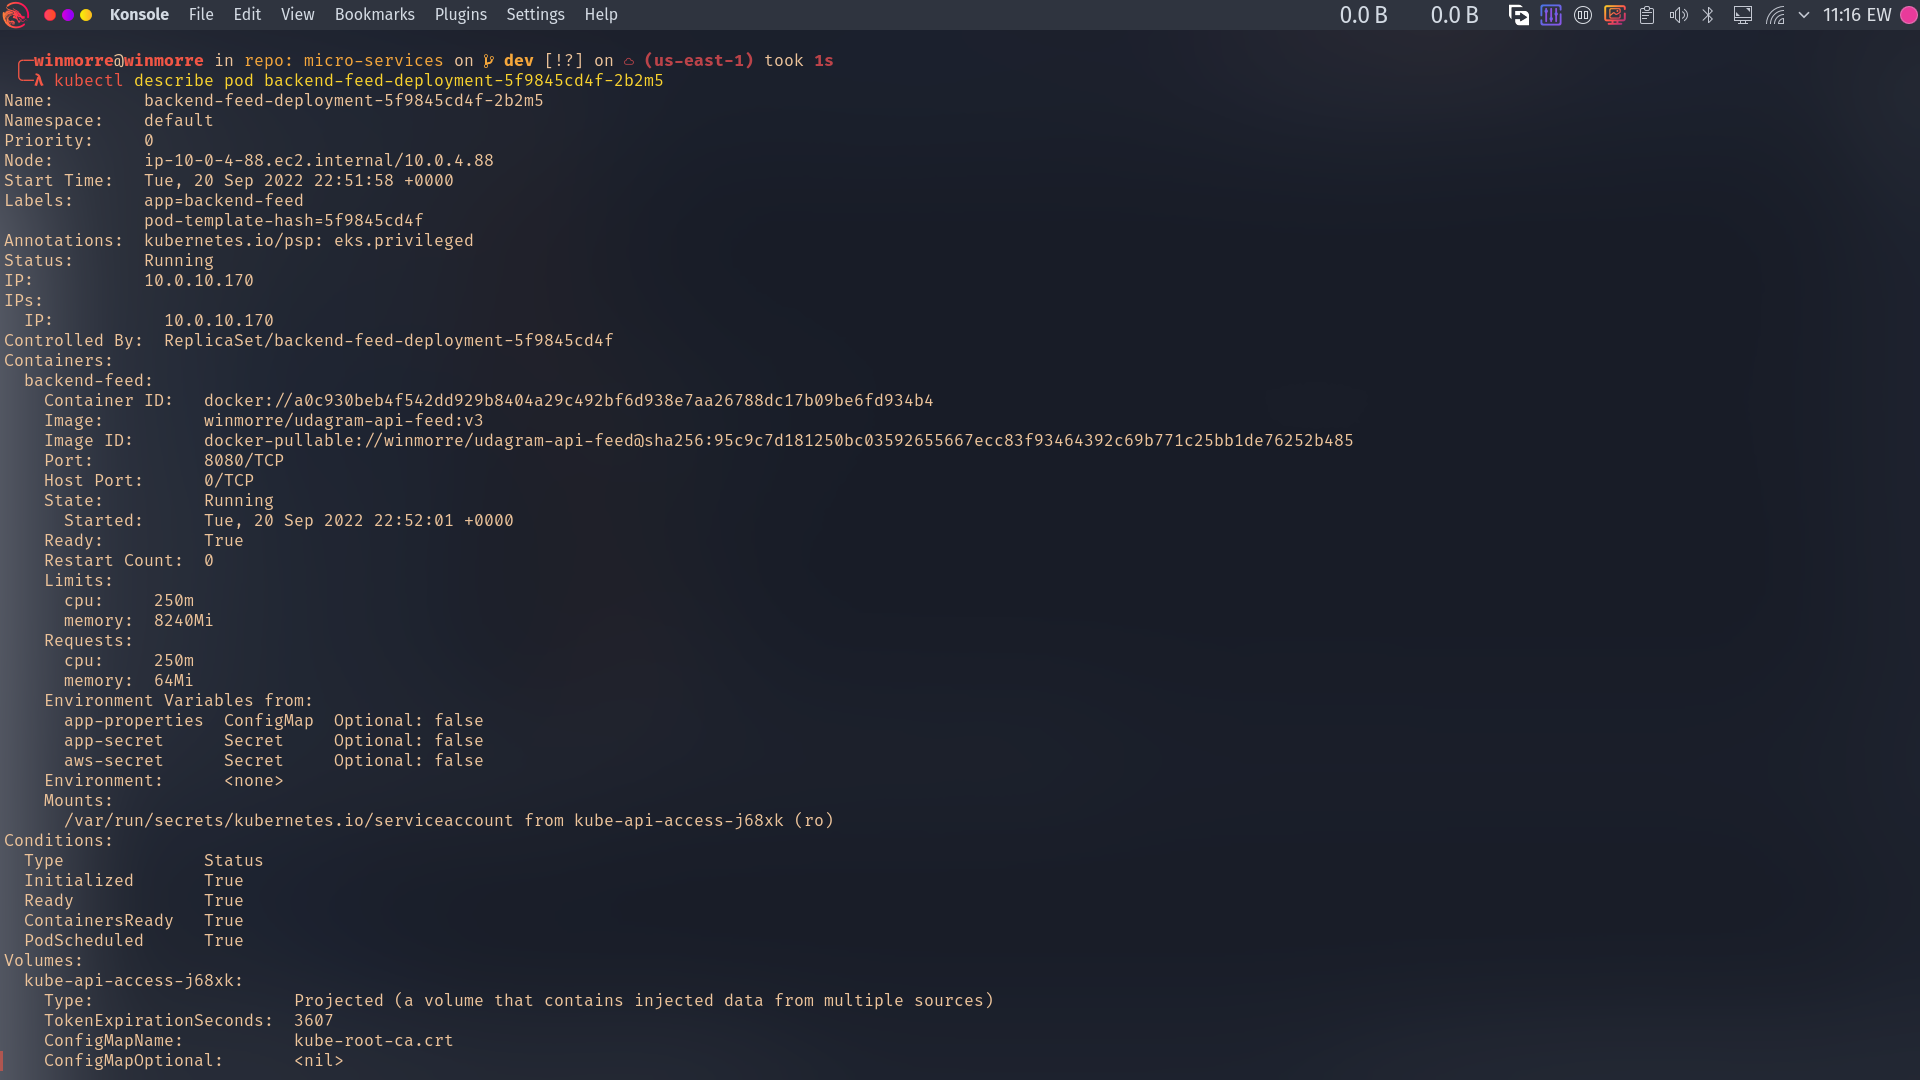 Konsole File Edit View Bookmarks Plugins Settings Help 0.0 B 0.0 B 11:16 EW
winmorre@winmorre in repo: micro-services on dev [!?] on (us-east-1) took 1s
λ kubectl describe pod backend-feed-deployment-5f9845cd4f-2b2m5
Name: backend-feed-deployment-5f9845cd4f-2b2m5
Namespace: default
Priority: 0
Node: ip-10-0-4-88.ec2.internal/10.0.4.88
Start Time: Tue, 20 Sep 2022 22:51:58 +0000
Labels: app=backend-feed
pod-template-hash=5f9845cd4f
Annotations: kubernetes.io/psp: eks.privileged
Status: Running
IP: 10.0.10.170
IPs:
IP: 10.0.10.170
Controlled By: ReplicaSet/backend-feed-deployment-5f9845cd4f
Containers:
backend-feed:
Container ID: docker://a0c930beb4f542dd929b8404a29c492bf6d938e7aa26788dc17b09be6fd934b4
Image: winmorre/udagram-api-feed:v3
Image ID: docker-pullable://winmorre/udagram-api-feed@sha256:95c9c7d181250bc03592655667ecc83f93464392c69b771c25bb1de76252b485
Port: 8080/TCP
Host Port: 0/TCP
State: Running
Started: Tue, 20 Sep 2022 22:52:01 +0000
Ready: True
Restart Count: 0
Limits:
cpu: 250m
memory: 8240Mi
Requests:
cpu: 250m
memory: 64Mi
Environment Variables from:
app-properties ConfigMap Optional: false
app-secret Secret Optional: false
aws-secret Secret Optional: false
Environment: <none>
Mounts:
/var/run/secrets/kubernetes.io/serviceaccount from kube-api-access-j68xk (ro)
Conditions:
Type Status
Initialized True
Ready True
ContainersReady True
PodScheduled True
Volumes:
kube-api-access-j68xk:
Type: Projected (a volume that contains injected data from multiple sources)
TokenExpirationSeconds: 3607
ConfigMapName: kube-root-ca.crt
ConfigMapOptional: <nil>